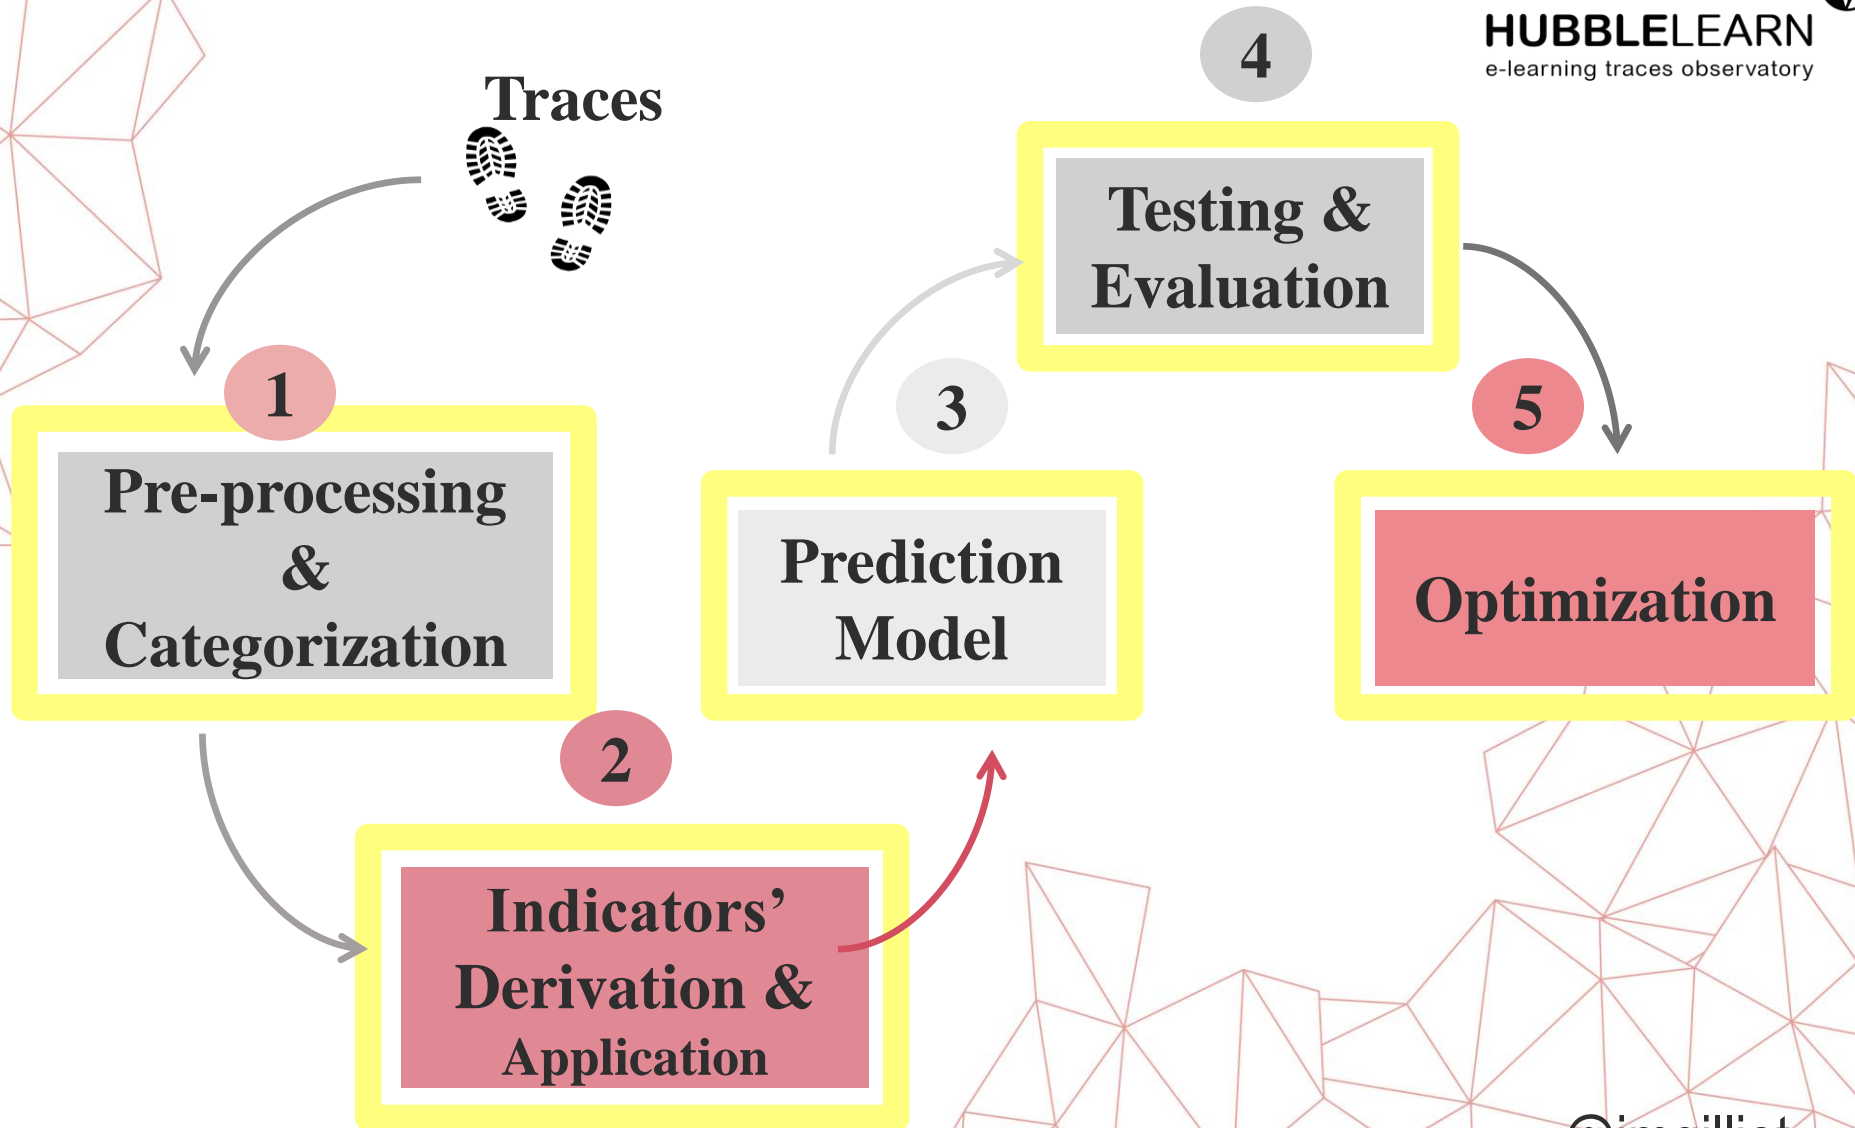 HUBBLELEARN
e-learning traces observatory
Traces
1
Pre-processing
&
Categorization
2
Indicators’
Derivation &
Application
3
Prediction
Model
4
Testing &
Evaluation
5
Optimization